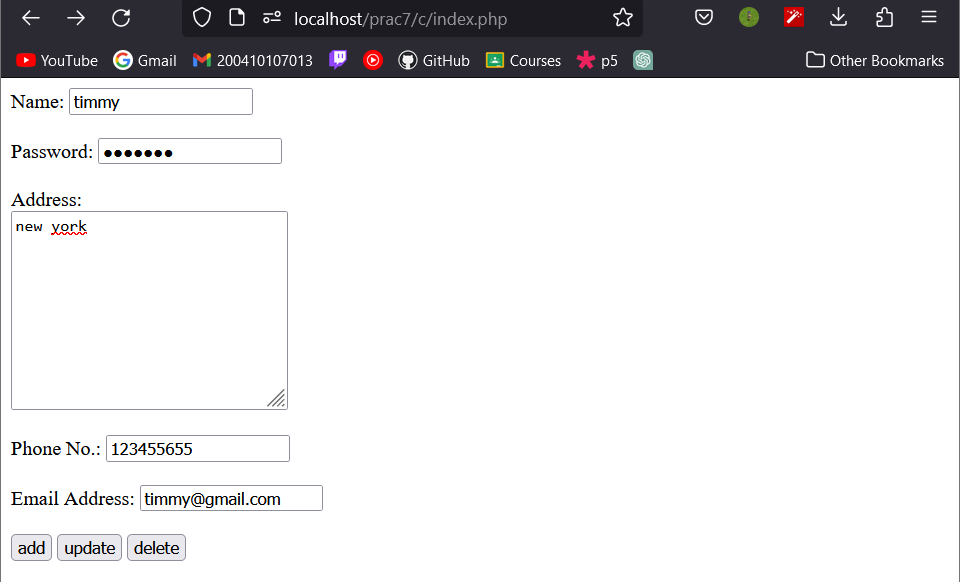 localhost/prac7/c/index.php
YouTube Gmail 200410107013 GitHub Courses p5 Other Bookmarks
Name: timmy
Password: ●●●●●●●
Address:
new york
Phone No.: 123455655
Email Address: timmy@gmail.com
add update delete